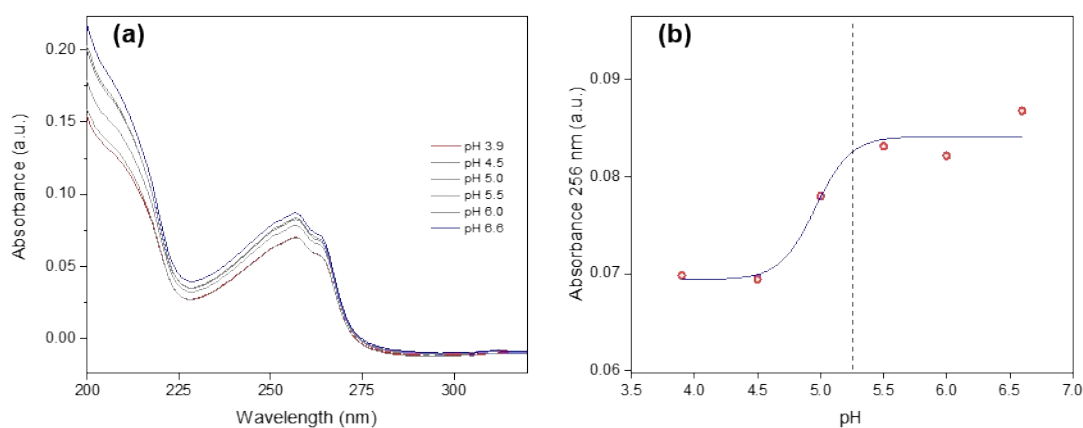 (a)
Absorbance (a.u.)
0.20
0.15
0.10
0.05
0.00
200
225
250
275
300
Wavelength (nm)
pH 3.9
pH 4.5
pH 5.0
pH 5.5
pH 6.0
pH 6.6
(b)
Absorbance 256 nm (a.u.)
0.09
0.08
0.07
0.06
3.5
4.0
4.5
5.0
5.5
6.0
6.5
7.0
pH